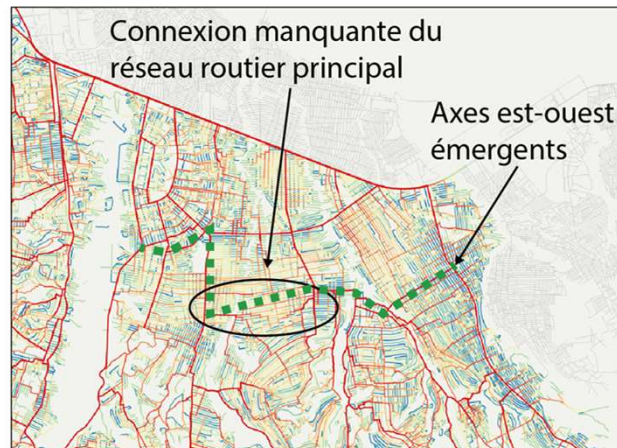 Connexion manquante du
réseau routier principal
Axes est-ouest
émergents